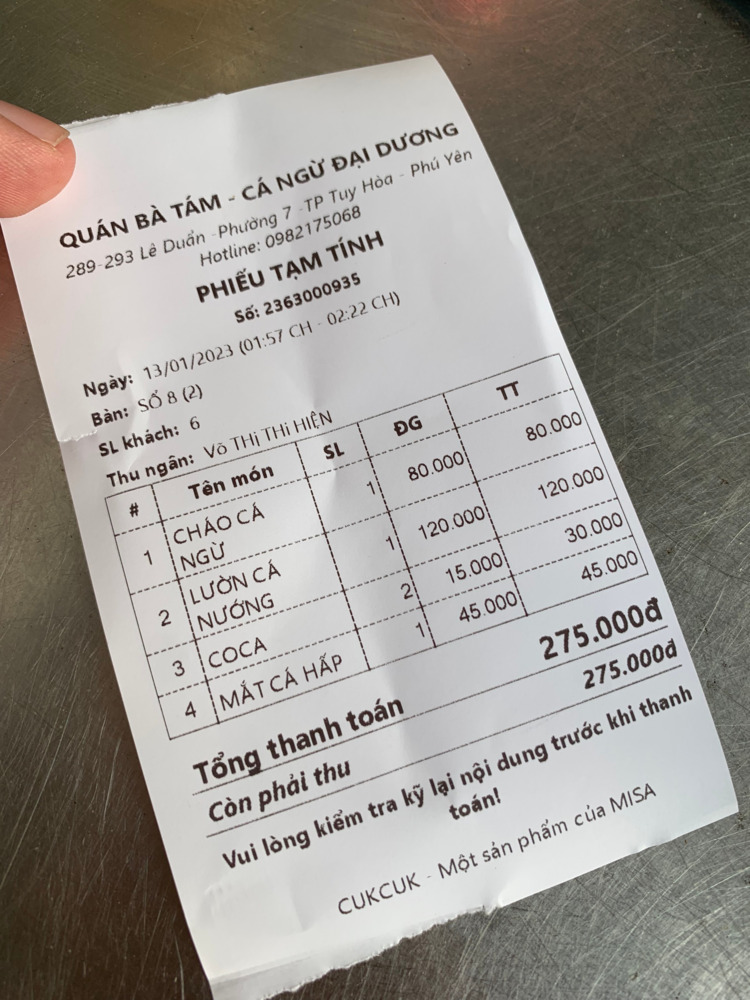 QUÁN BÀ TÁM - CÁ NGỪ ĐẠI DƯƠNG
289-293 Lê Duẩn -Phường 7 -TP Tuy Hòa - Phú Yên
Hotline: 0982175068
PHIẾU TẠM TÍNH
Số: 2363000935
Ngày: 13/01/2023 (01:57 CH - 02:22 CH)
Bàn: SỔ 8 (2)
SL khách: 6
Thu ngân: Võ THị THị HIỀN
# Tên món SL ĐG TT
1 CHÁO CÁ NGỪ 1 80.000 80.000
2 LƯỜN CÁ NƯỚNG 1 120.000 120.000
3 COCA 2 15.000 30.000
4 MẮT CÁ HẤP 1 45.000 45.000
Tổng thanh toán 275.000đ
Còn phải thu 275.000đ
Vui lòng kiểm tra kỹ lại nội dung trước khi thanh
toán!
CUKCUK - Một sản phẩm của MISA